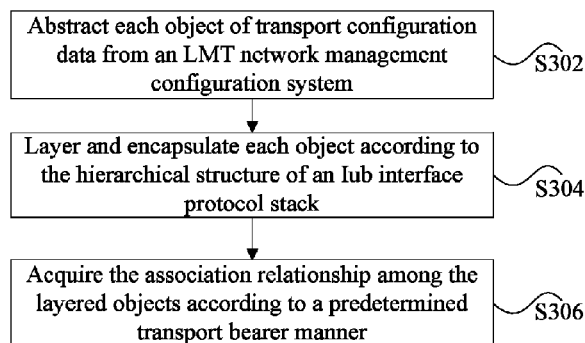 Abstract each object of transport configuration
data from an LMT network management
configuration system
S302
Layer and encapsulate each object according to
the hierarchical structure of an Iub interface
protocol stack
S304
Acquire the association relationship among the
layered objects according to a predetermined
transport bearer manner
S306